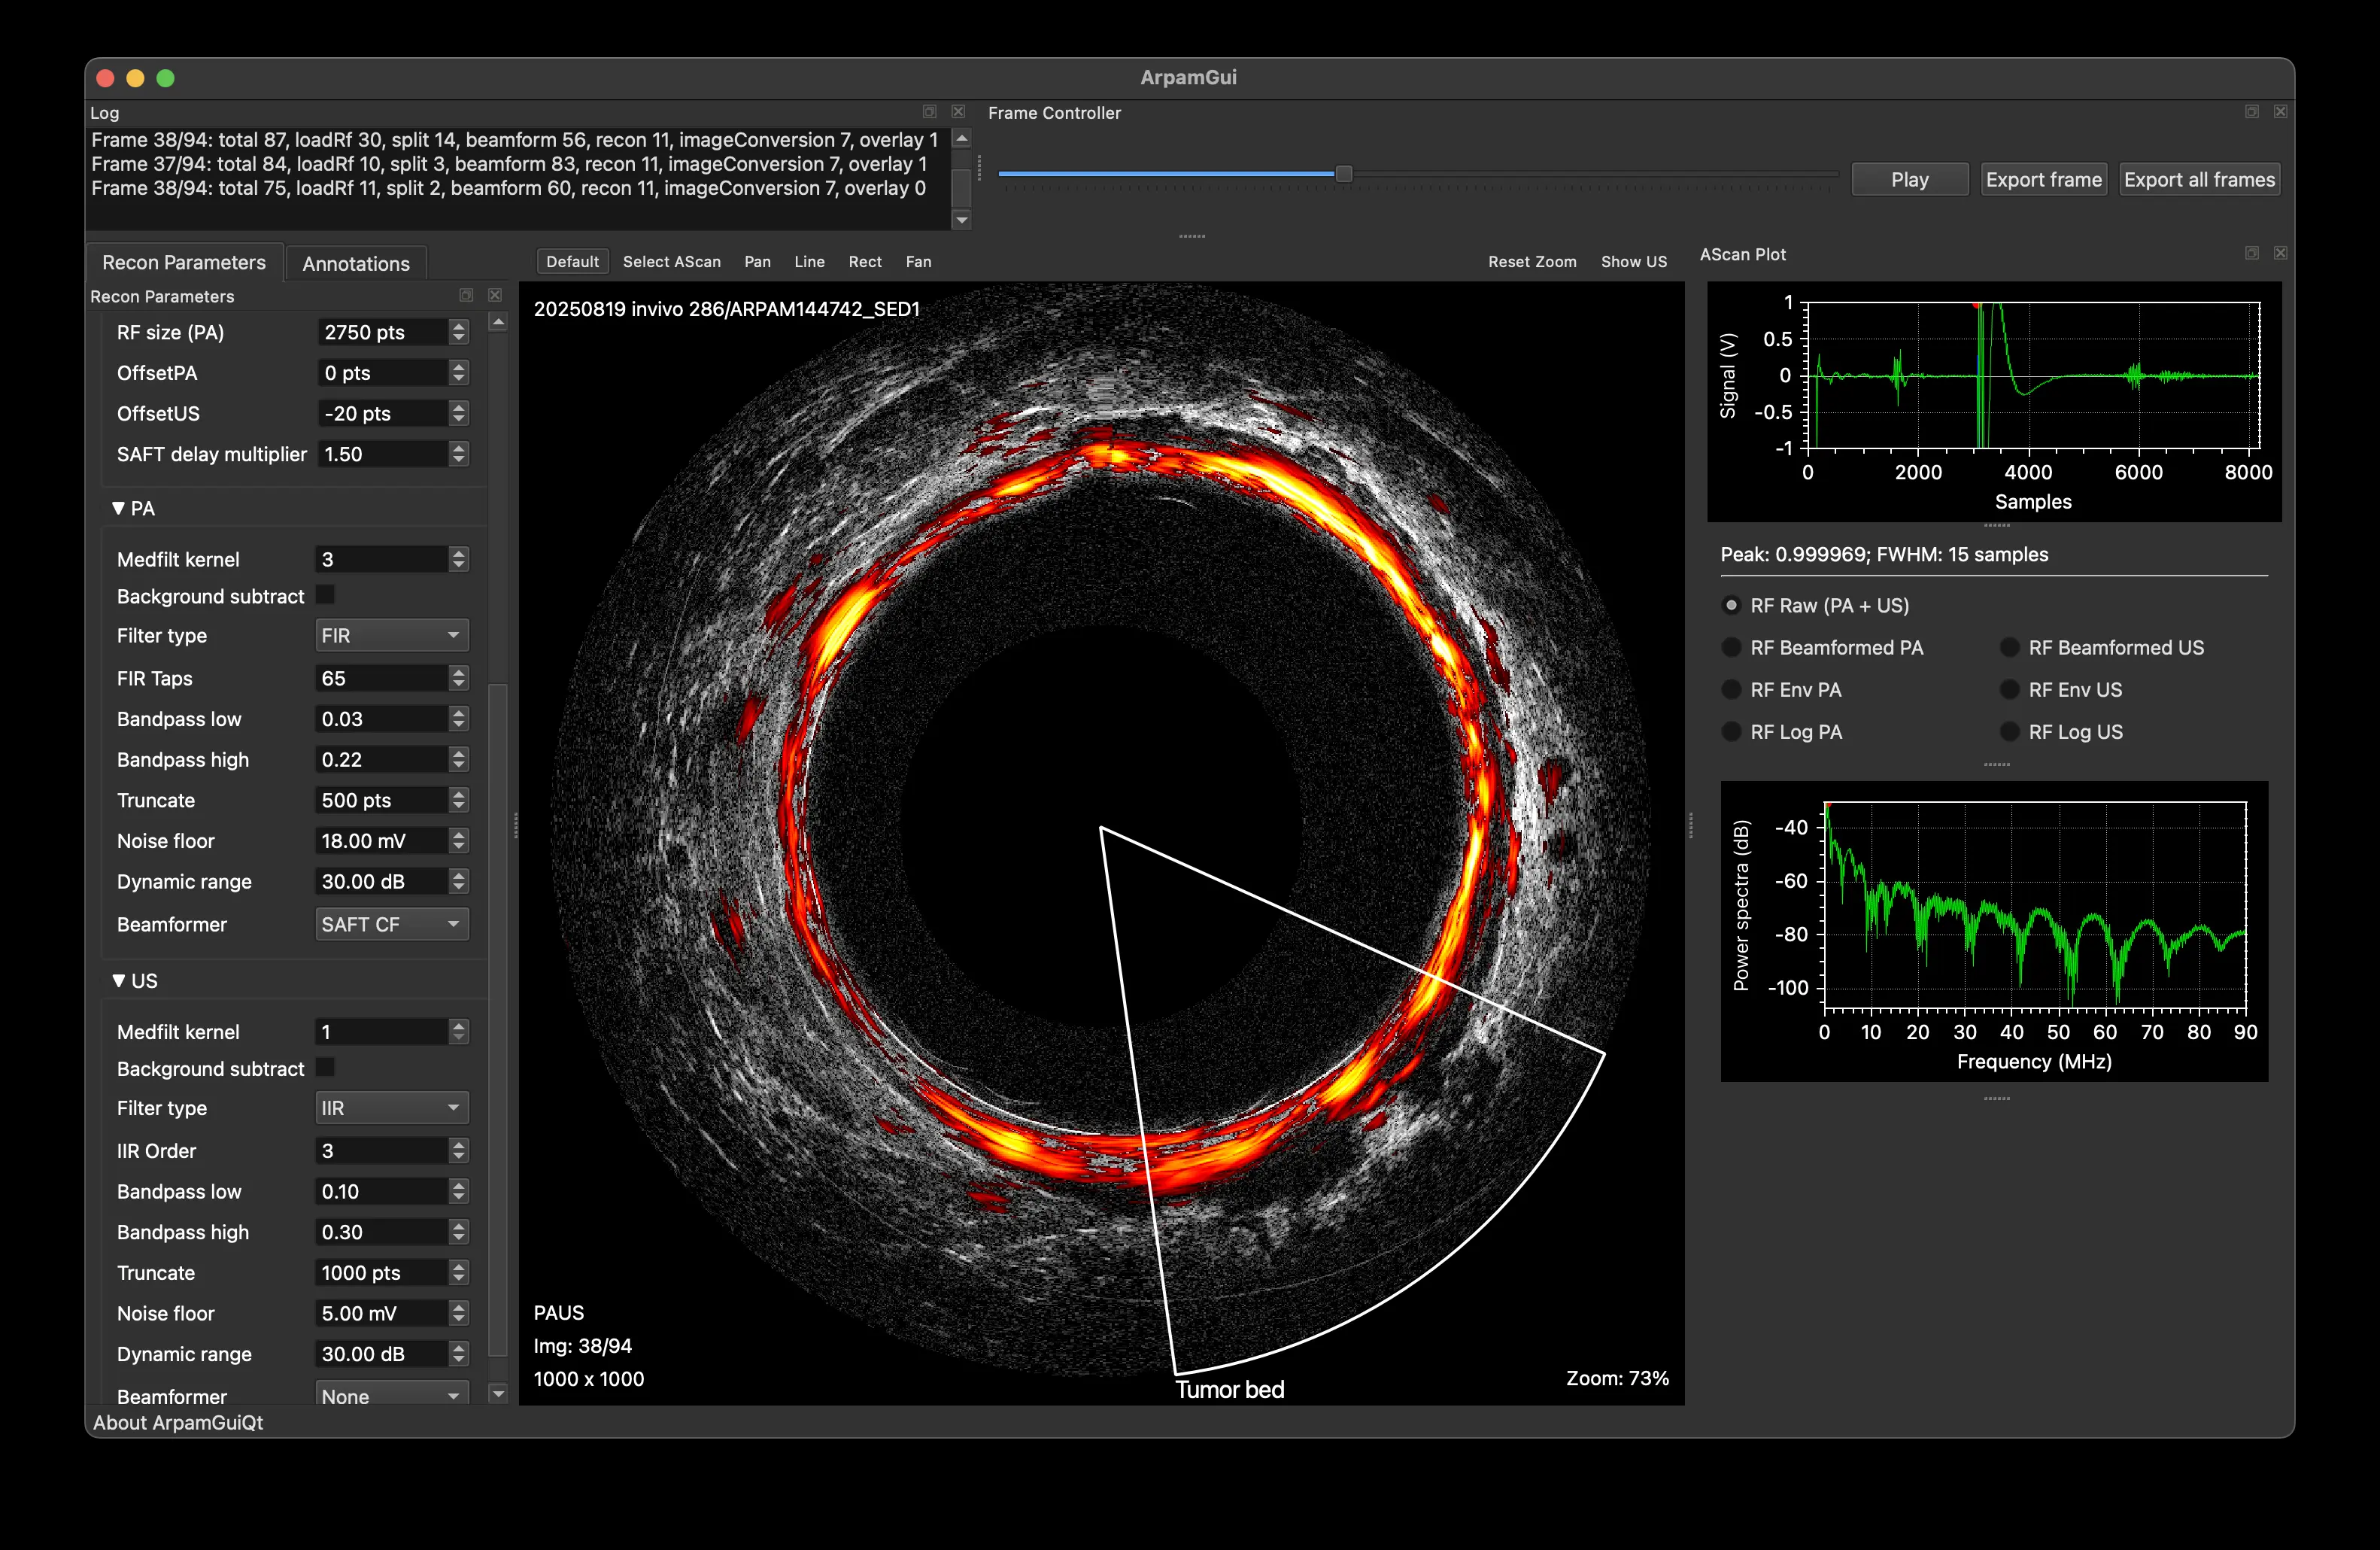 ArpamGui
Log
Frame 38/94: total 87, loadRf 30, split 14, beamform 56, recon 11, imageConversion 7, overlay 1
Frame 37/94: total 84, loadRf 10, split 3, beamform 83, recon 11, imageConversion 7, overlay 1
Frame 38/94: total 75, loadRf 11, split 2, beamform 60, recon 11, imageConversion 7, overlay 0
Frame Controller
Play Export frame Export all frames
Recon Parameters Annotations
Recon Parameters
RF size (PA) 2750 pts
OffsetPA 0 pts
OffsetUS -20 pts
SAFT delay multiplier 1.50
▼ PA
Medfilt kernel 3
Background subtract
Filter type FIR
FIR Taps 65
Bandpass low 0.03
Bandpass high 0.22
Truncate 500 pts
Noise floor 18.00 mV
Dynamic range 30.00 dB
Beamformer SAFT CF
▼ US
Medfilt kernel 1
Background subtract
Filter type IIR
IIR Order 3
Bandpass low 0.10
Bandpass high 0.30
Truncate 1000 pts
Noise floor 5.00 mV
Dynamic range 30.00 dB
Beamformer None
About ArpamGuiQt
Default Select AScan Pan Line Rect Fan Reset Zoom Show US
20250819 invivo 286/ARPAM144742_SED1
PAUS
Img: 38/94
1000 x 1000
Tumor bed
Zoom: 73%
AScan Plot
Signal (V)
1
0.5
0
-0.5
-1
0 2000 4000 6000 8000
Samples
Peak: 0.999969; FWHM: 15 samples
RF Raw (PA + US)
RF Beamformed PA RF Beamformed US
RF Env PA RF Env US
RF Log PA RF Log US
Power spectra (dB)
-40
-60
-80
-100
0 10 20 30 40 50 60 70 80 90
Frequency (MHz)